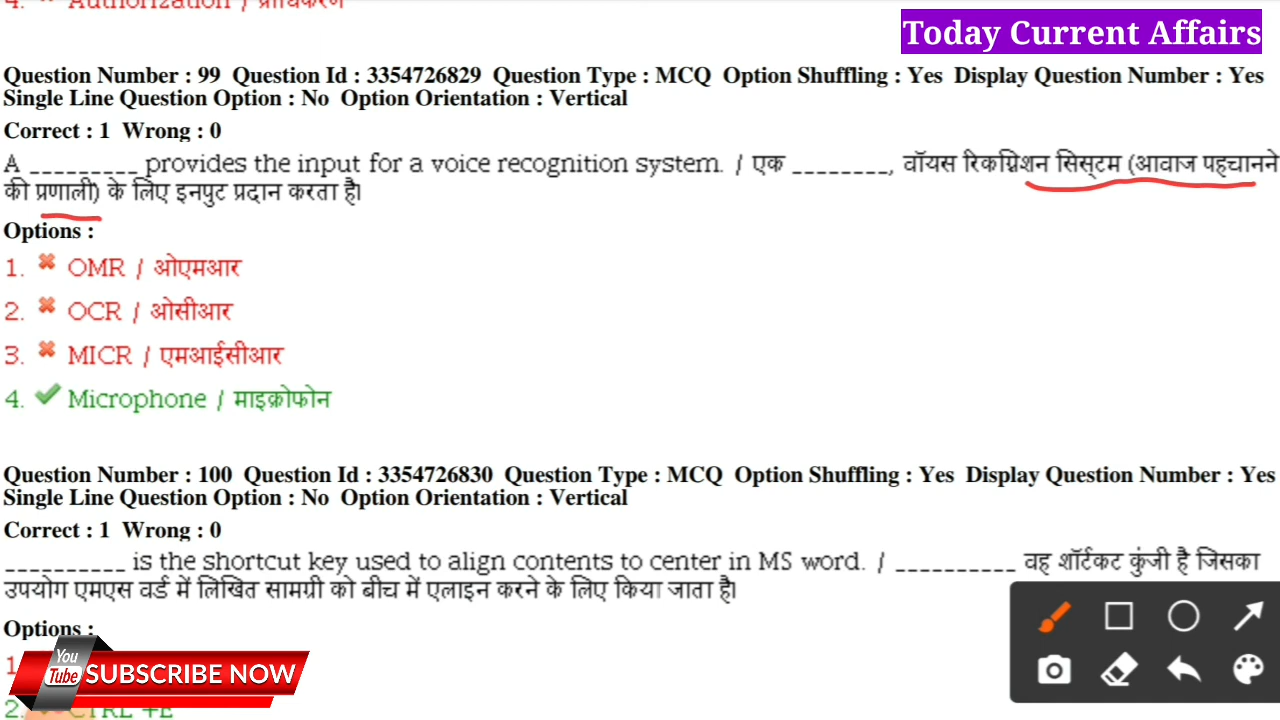 4. Authorization / प्राधिकरण
Today Current Affairs
Question Number : 99 Question Id : 3354726829 Question Type : MCQ Option Shuffling : Yes Display Question Number : Yes
Single Line Question Option : No Option Orientation : Vertical
Correct : 1 Wrong : 0
A _________ provides the input for a voice recognition system. / एक ________, वॉयस रिकग्निशन सिस्टम (आवाज पहचानने
की प्रणाली) के लिए इनपुट प्रदान करता है।
Options :
1. OMR / ओएमआर
2. OCR / ओसीआर
3. MICR / एमआईसीआर
4. Microphone / माइक्रोफोन
Question Number : 100 Question Id : 3354726830 Question Type : MCQ Option Shuffling : Yes Display Question Number : Yes
Single Line Question Option : No Option Orientation : Vertical
Correct : 1 Wrong : 0
__________ is the shortcut key used to align contents to center in MS word. / __________ वह शॉर्टकट कुंजी है जिसका
उपयोग एमएस वर्ड में लिखित सामग्री को बीच में एलाइन करने के लिए किया जाता है।
Options :
1
You Tube SUBSCRIBE NOW
2. CTRL +E